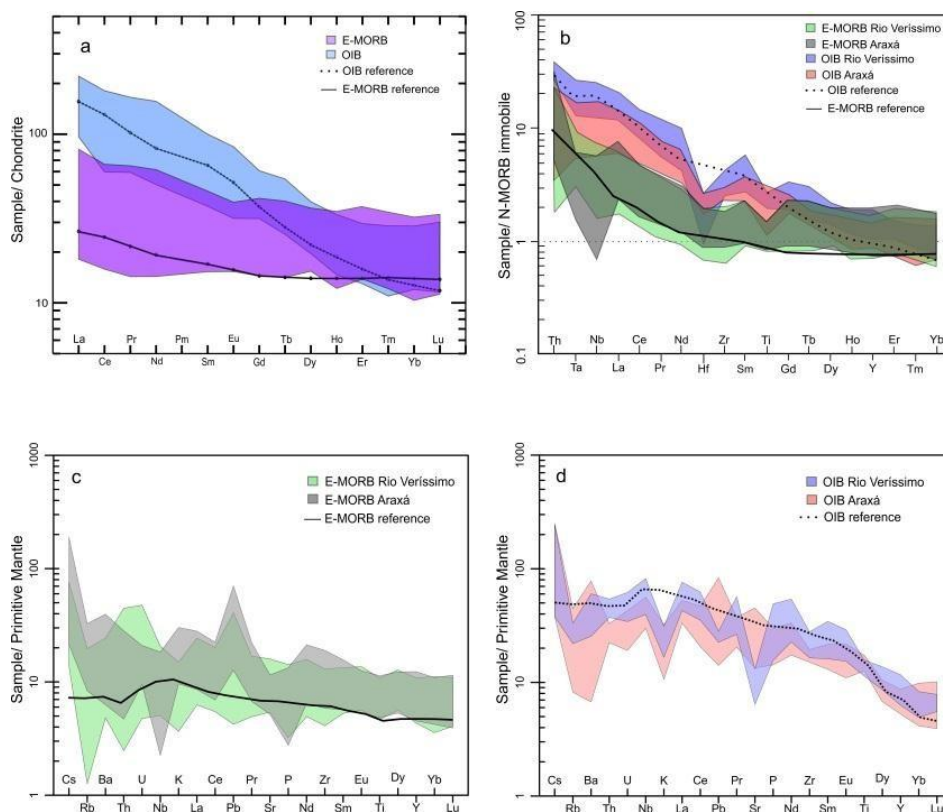 a
E-MORB
OIB
OIB reference
E-MORB reference
Sample/ Chondrite
100
10
La Pr Pm Eu Tb Ho Tm Lu
Ce Nd Sm Gd Dy Er Yb
b
E-MORB Rio Veríssimo
E-MORB Araxá
OIB Rio Veríssimo
OIB Araxá
OIB reference
E-MORB reference
Sample/ N-MORB immobile
10
1
0.1
Th Nb Ce Nd Zr Ti Tb Ho Er Yb
Ta La Pr Hf Sm Gd Dy Y Tm
c
E-MORB Rio Veríssimo
E-MORB Araxá
E-MORB reference
Sample/ Primitive Mantle
1000
100
10
1
Cs Ba U K Ce Pr P Zr Eu Dy Yb
Rb Th Nb La Pb Sr Nd Sm Ti Y Lu
d
OIB Rio Veríssimo
OIB Araxá
OIB reference
Sample/ Primitive Mantle
1000
100
10
1
Cs Ba U K Ce Pr P Zr Eu Dy Yb
Rb Th Nb La Pb Sr Nd Sm Ti Y Lu